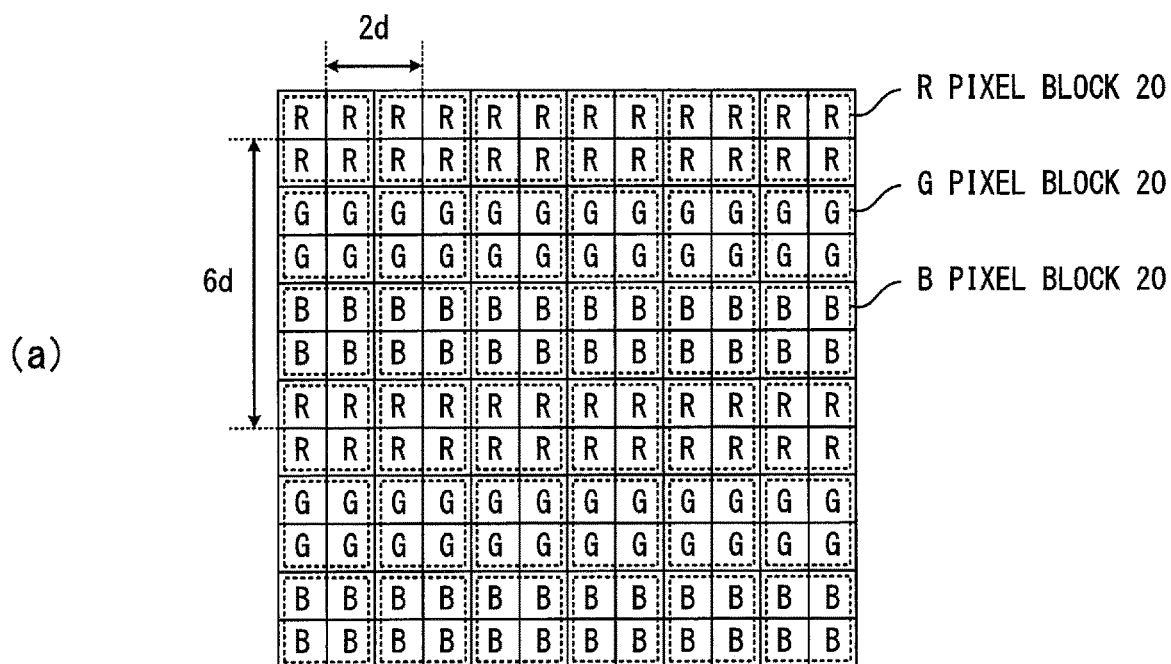 2d
R R R R R R R R R R R R R PIXEL BLOCK 20
R R R R R R R R R R R R
G G G G G G G G G G G G G PIXEL BLOCK 20
G G G G G G G G G G G G
6d
B B B B B B B B B B B B B PIXEL BLOCK 20
(a)
B B B B B B B B B B B B
R R R R R R R R R R R R
R R R R R R R R R R R R
G G G G G G G G G G G G
G G G G G G G G G G G G
B B B B B B B B B B B B
B B B B B B B B B B B B